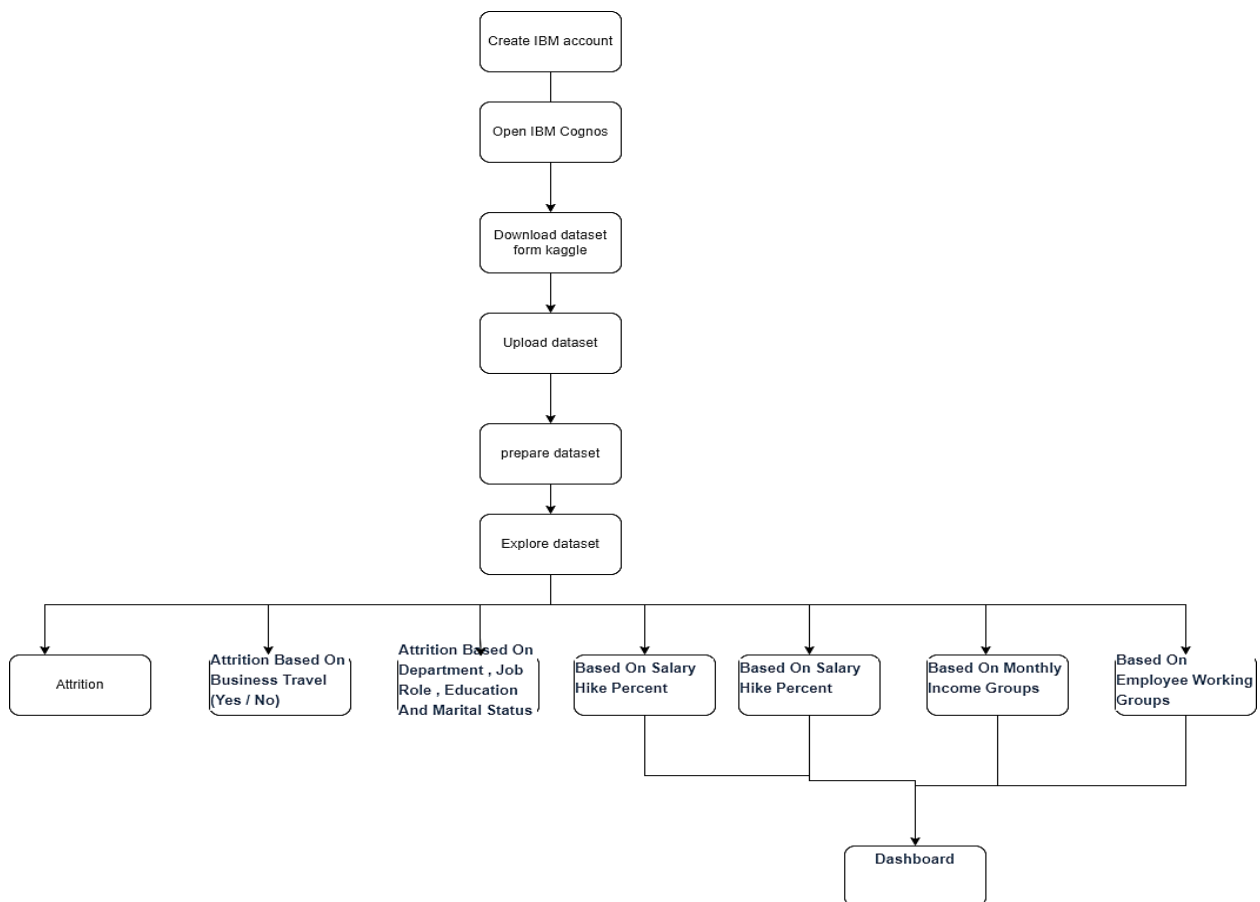 Create IBM account
Open IBM Cognos
Download dataset
form kaggle
Upload dataset
prepare dataset
Explore dataset
Attrition
Attrition Based On
Business Travel
(Yes / No)
Attrition Based On
Department , Job
Role , Education
And Marital Status
Based On Salary
Hike Percent
Based On Salary
Hike Percent
Based On Monthly
Income Groups
Based On
Employee Working
Groups
Dashboard